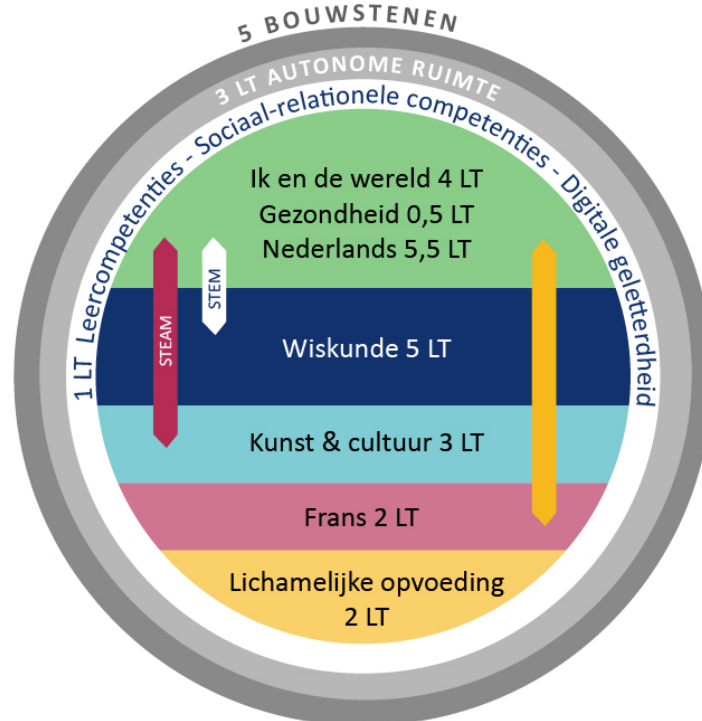 5 BOUWSTENEN
3 LT AUTONOME RUIMTE
1 LT Leercompetenties - Sociaal-relationele competenties - Digitale geletterdheid
Ik en de wereld 4 LT
Gezondheid 0,5 LT
Nederlands 5,5 LT
STEAM
STEM
Wiskunde 5 LT
Kunst & cultuur 3 LT
Frans 2 LT
Lichamelijke opvoeding
2 LT